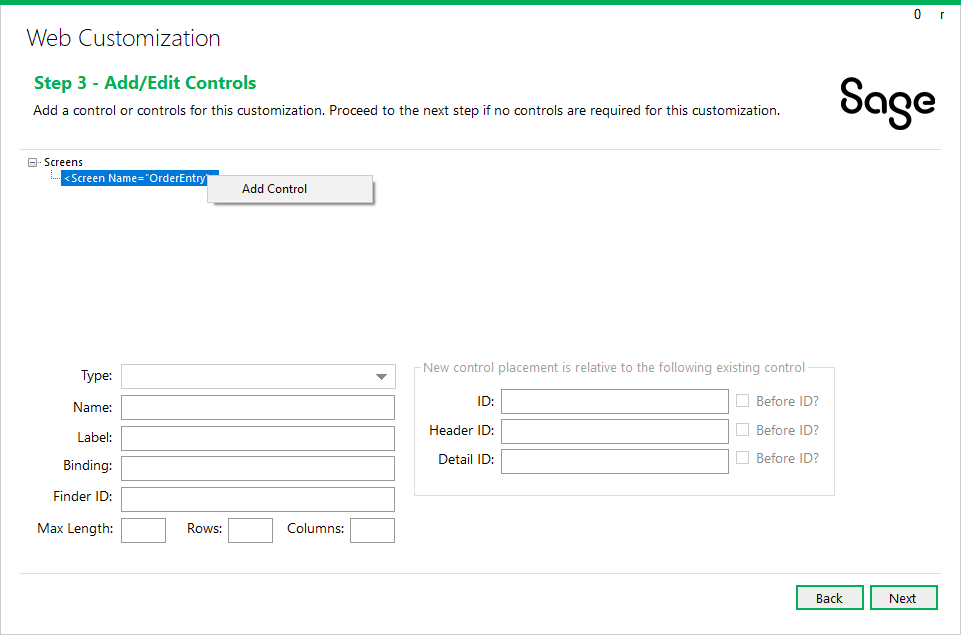 0 r
Web Customization
Step 3 - Add/Edit Controls
Add a control or controls for this customization. Proceed to the next step if no controls are required for this customization.
Sage
Screens
<Screen Name="OrderEntry"
Add Control
Type:
Name:
Label:
Binding:
Finder ID:
Max Length: Rows: Columns:
New control placement is relative to the following existing control
ID: Before ID?
Header ID: Before ID?
Detail ID: Before ID?
Back Next